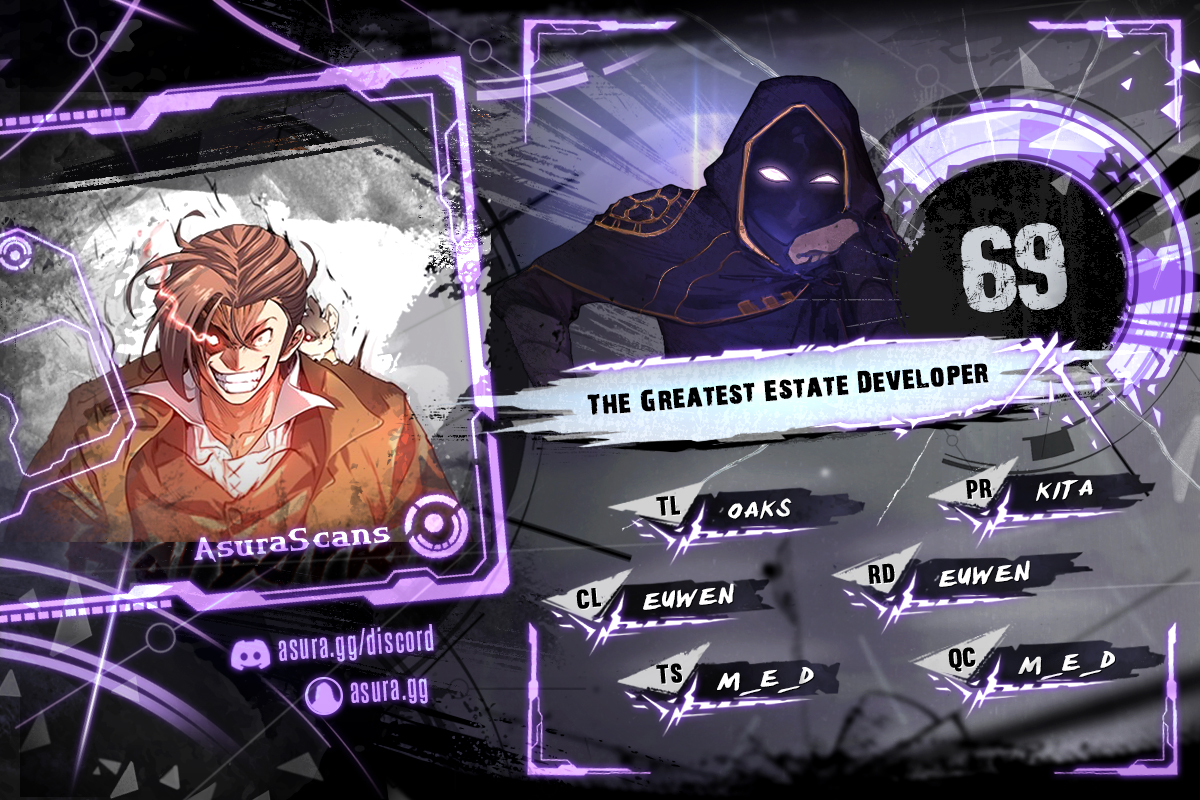 69
The Greatest Estate Developer
TL OAKS
PR KITA
CL EUWEN
RD EUWEN
TS M_E_D
QC M_E_D
AsuraScans
asura.gg/discord
asura.gg